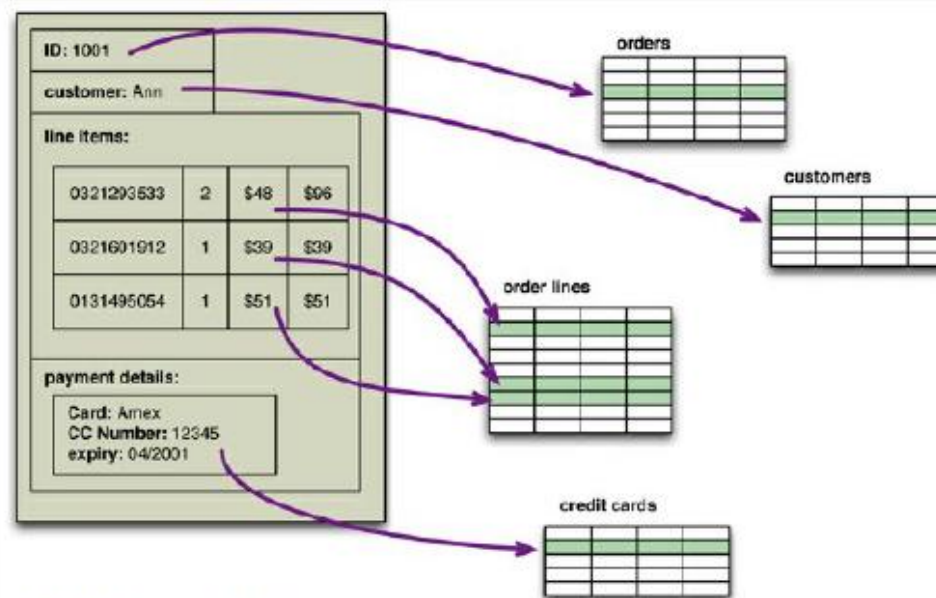 ID: 1001
customer: Ann
line items:
0321293533 2 $48 $96
0321601912 1 $39 $39
0131495054 1 $51 $51
payment details:
Card: Amex
CC Number: 12345
expiry: 04/2001
orders
customers
order lines
credit cards